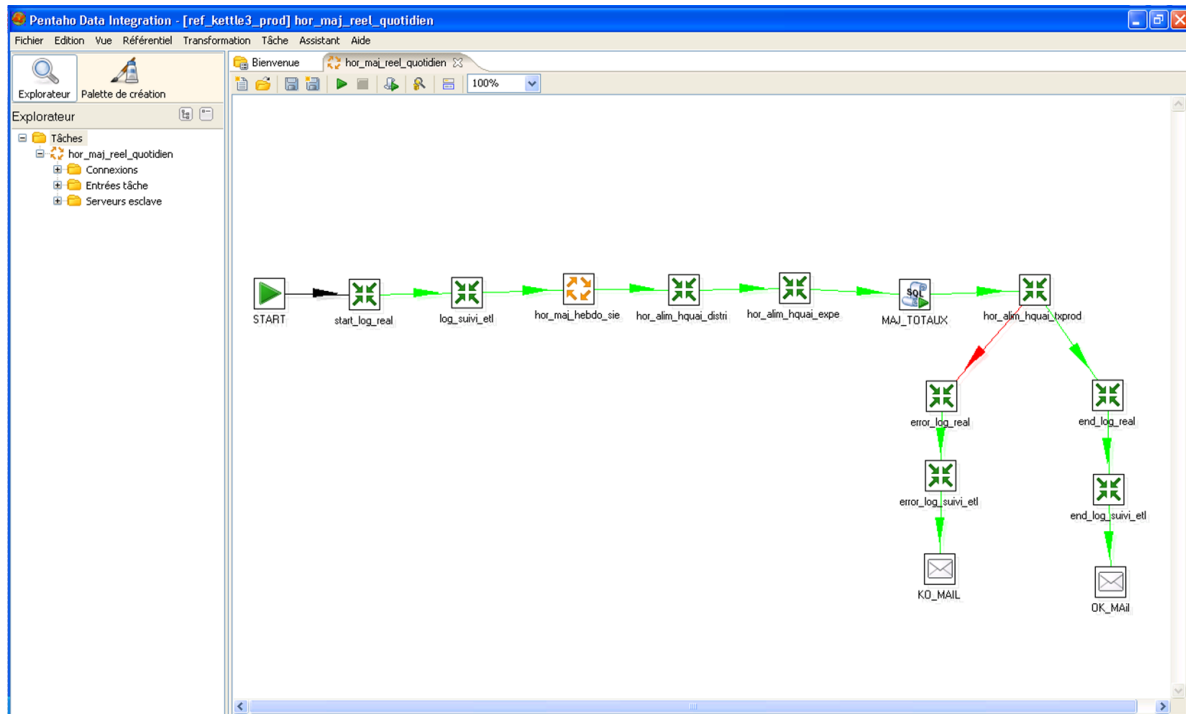 Pentaho Data Integration - [ref_kettle3_prod] hor_maj_reel_quotidien
Fichier Edition Vue Référentiel Transformation Tâche Assistant Aide
Explorateur Palette de création
Bienvenue hor_maj_reel_quotidien
100%
Explorateur
Tâches
hor_maj_reel_quotidien
Connexions
Entrées tâche
Serveurs esclave
START start_log_real log_suivi_etl hor_maj_hebdo_sie hor_alim_hquai_distri hor_alim_hquai_expe SQL MAJ_TOTAUX hor_alim_hquai_txprod
error_log_real end_log_real
error_log_suivi_etl end_log_suivi_etl
KO_MAIL OK_MAil